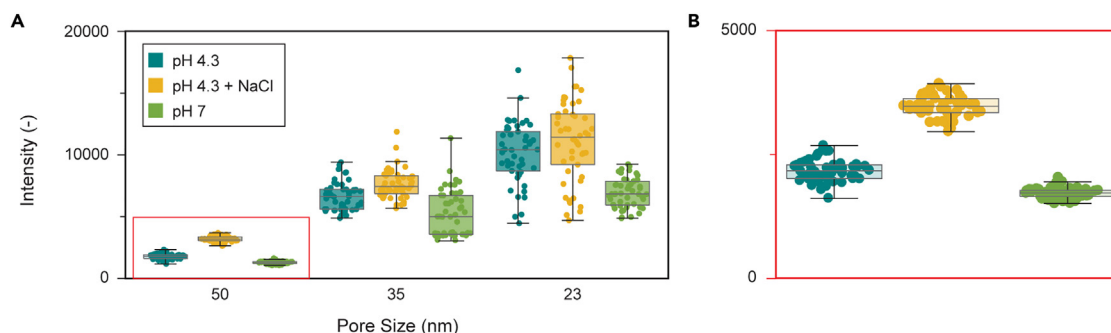 A
B
20000
5000
pH 4.3
pH 4.3 + NaCl
pH 7
Intensity (-)
10000
0
0
50
35
23
Pore Size (nm)